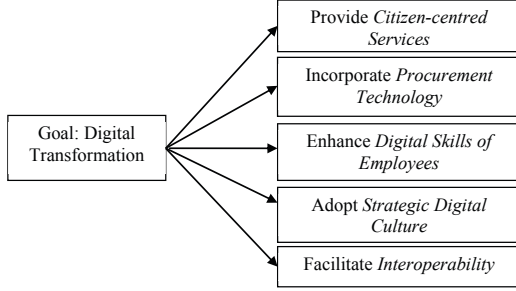 Provide Citizen-centred
Services
Incorporate Procurement
Technology
Goal: Digital
Transformation
Enhance Digital Skills of
Employees
Adopt Strategic Digital
Culture
Facilitate Interoperability